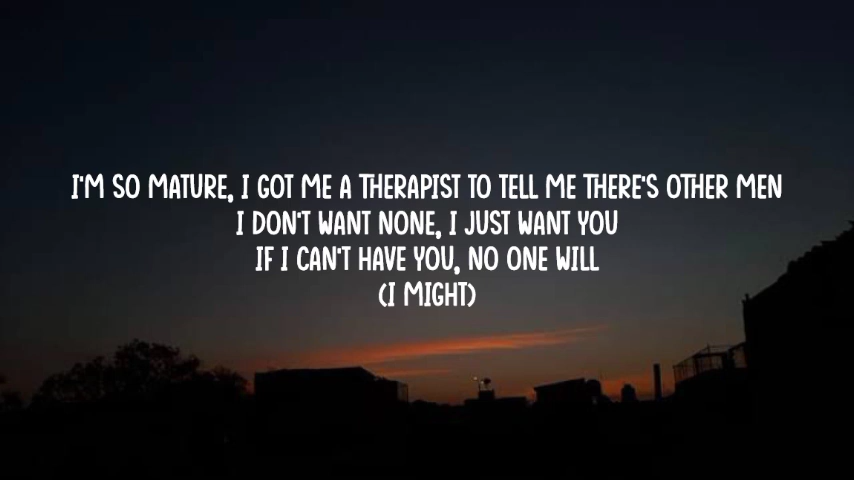 I'M SO MATURE, I GOT ME A THERAPIST TO TELL ME THERE'S OTHER MEN
I DON'T WANT NONE, I JUST WANT YOU
IF I CAN'T HAVE YOU, NO ONE WILL
(I MIGHT)